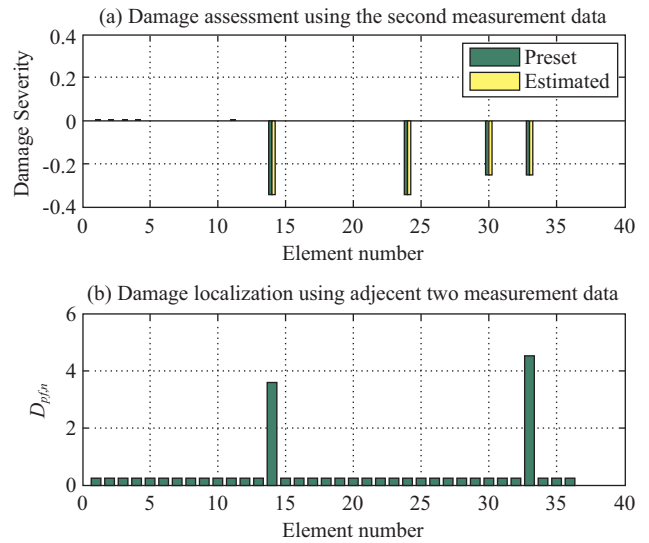 (a) Damage assessment using the second measurement data
0.4
0.2
0
-0.2
-0.4
Damage Severity
Preset
Estimated
0 5 10 15 20 25 30 35 40
Element number
(b) Damage localization using adjecent two measurement data
6
4
2
0
D_{pf,n}
0 5 10 15 20 25 30 35 40
Element number